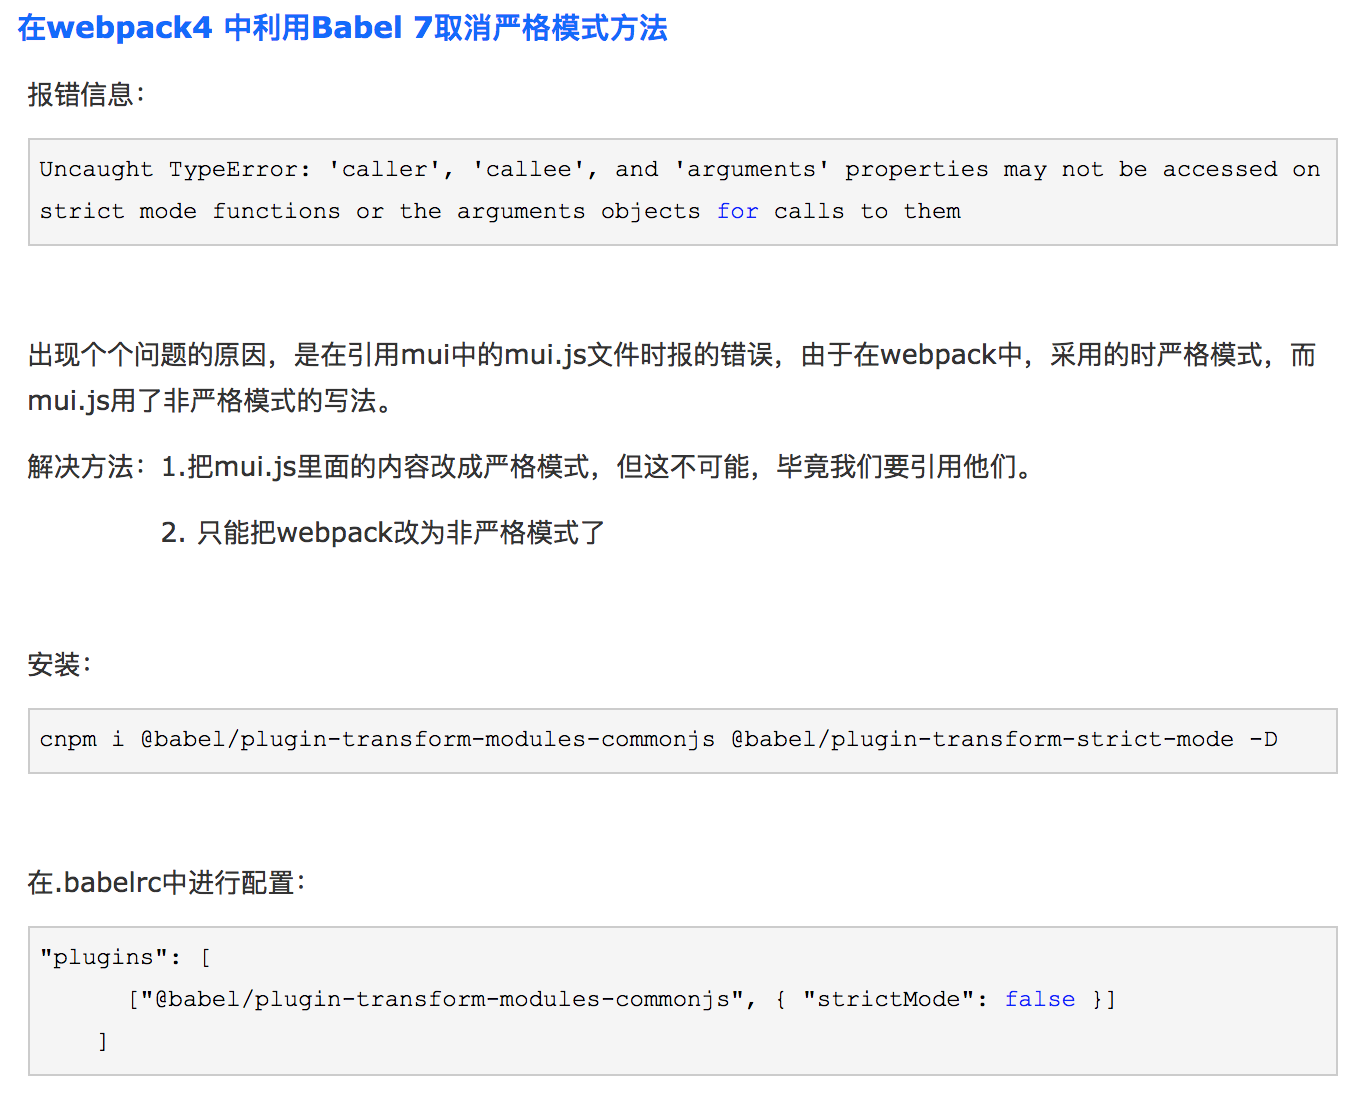 在webpack4 中利用Babel 7取消严格模式方法
报错信息：
Uncaught TypeError: 'caller', 'callee', and 'arguments' properties may not be accessed on
strict mode functions or the arguments objects for calls to them
出现个个问题的原因，是在引用mui中的mui.js文件时报的错误，由于在webpack中，采用的时严格模式，而
mui.js用了非严格模式的写法。
解决方法：1.把mui.js里面的内容改成严格模式，但这不可能，毕竟我们要引用他们。
2. 只能把webpack改为非严格模式了
安装：
cnpm i @babel/plugin-transform-modules-commonjs @babel/plugin-transform-strict-mode -D
在.babelrc中进行配置：
"plugins": [
["@babel/plugin-transform-modules-commonjs", { "strictMode": false }]
]